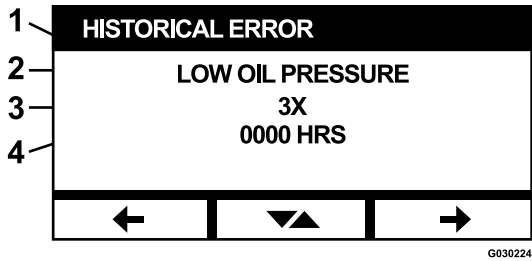 1
HISTORICAL ERROR
2
LOW OIL PRESSURE
3
3X
4
0000 HRS
G030224